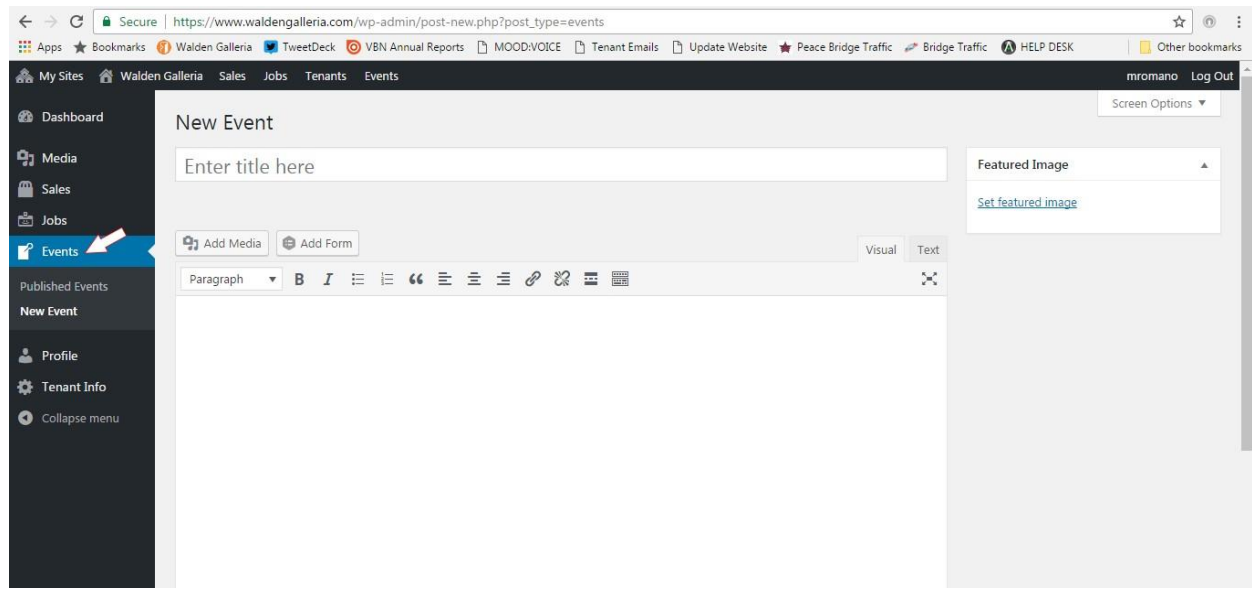 Secure | https://www.waldengalleria.com/wp-admin/post-new.php?post_type=events
Apps Bookmarks Walden Galleria TweetDeck VBN Annual Reports MOOD:VOICE Tenant Emails Update Website Peace Bridge Traffic Bridge Traffic HELP DESK Other bookmarks
My Sites Walden Galleria Sales Jobs Tenants Events mromano Log Out
Screen Options
Dashboard
Media
Sales
Jobs
Events
Published Events
New Event
Profile
Tenant Info
Collapse menu
New Event
Enter title here
Add Media Add Form
Visual Text
Paragraph B I
Featured Image
Set featured image